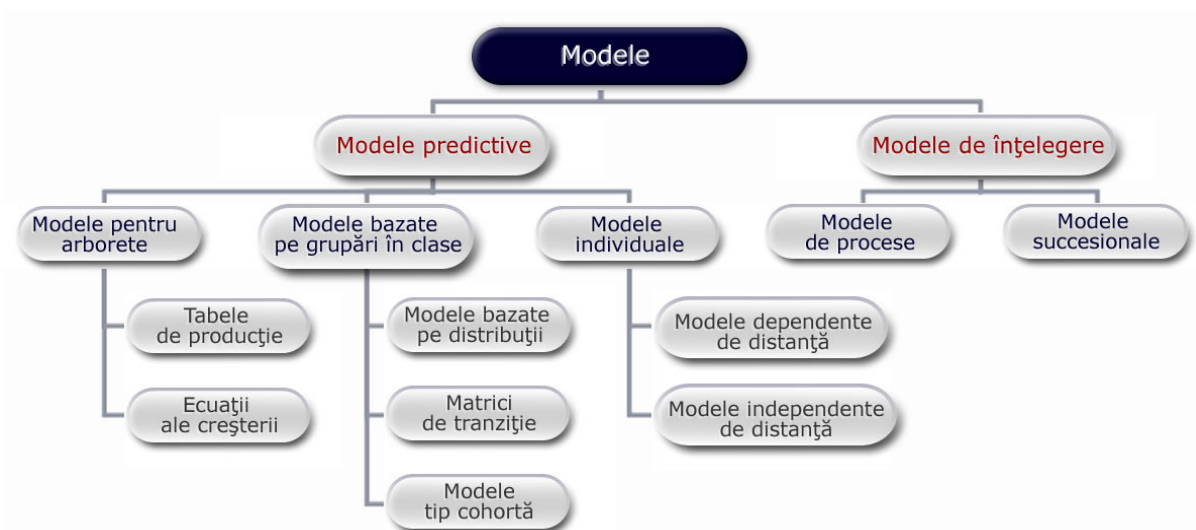 Modele
Modele predictive
Modele de înţelegere
Modele pentru
arborete
Modele bazate
pe grupări în clase
Modele
individuale
Modele
de procese
Modele
succesionale
Tabele
de producţie
Ecuaţii
ale creşterii
Modele bazate
pe distribuţii
Matrici
de tranziţie
Modele
tip cohortă
Modele dependente
de distanţă
Modele independente
de distanţă